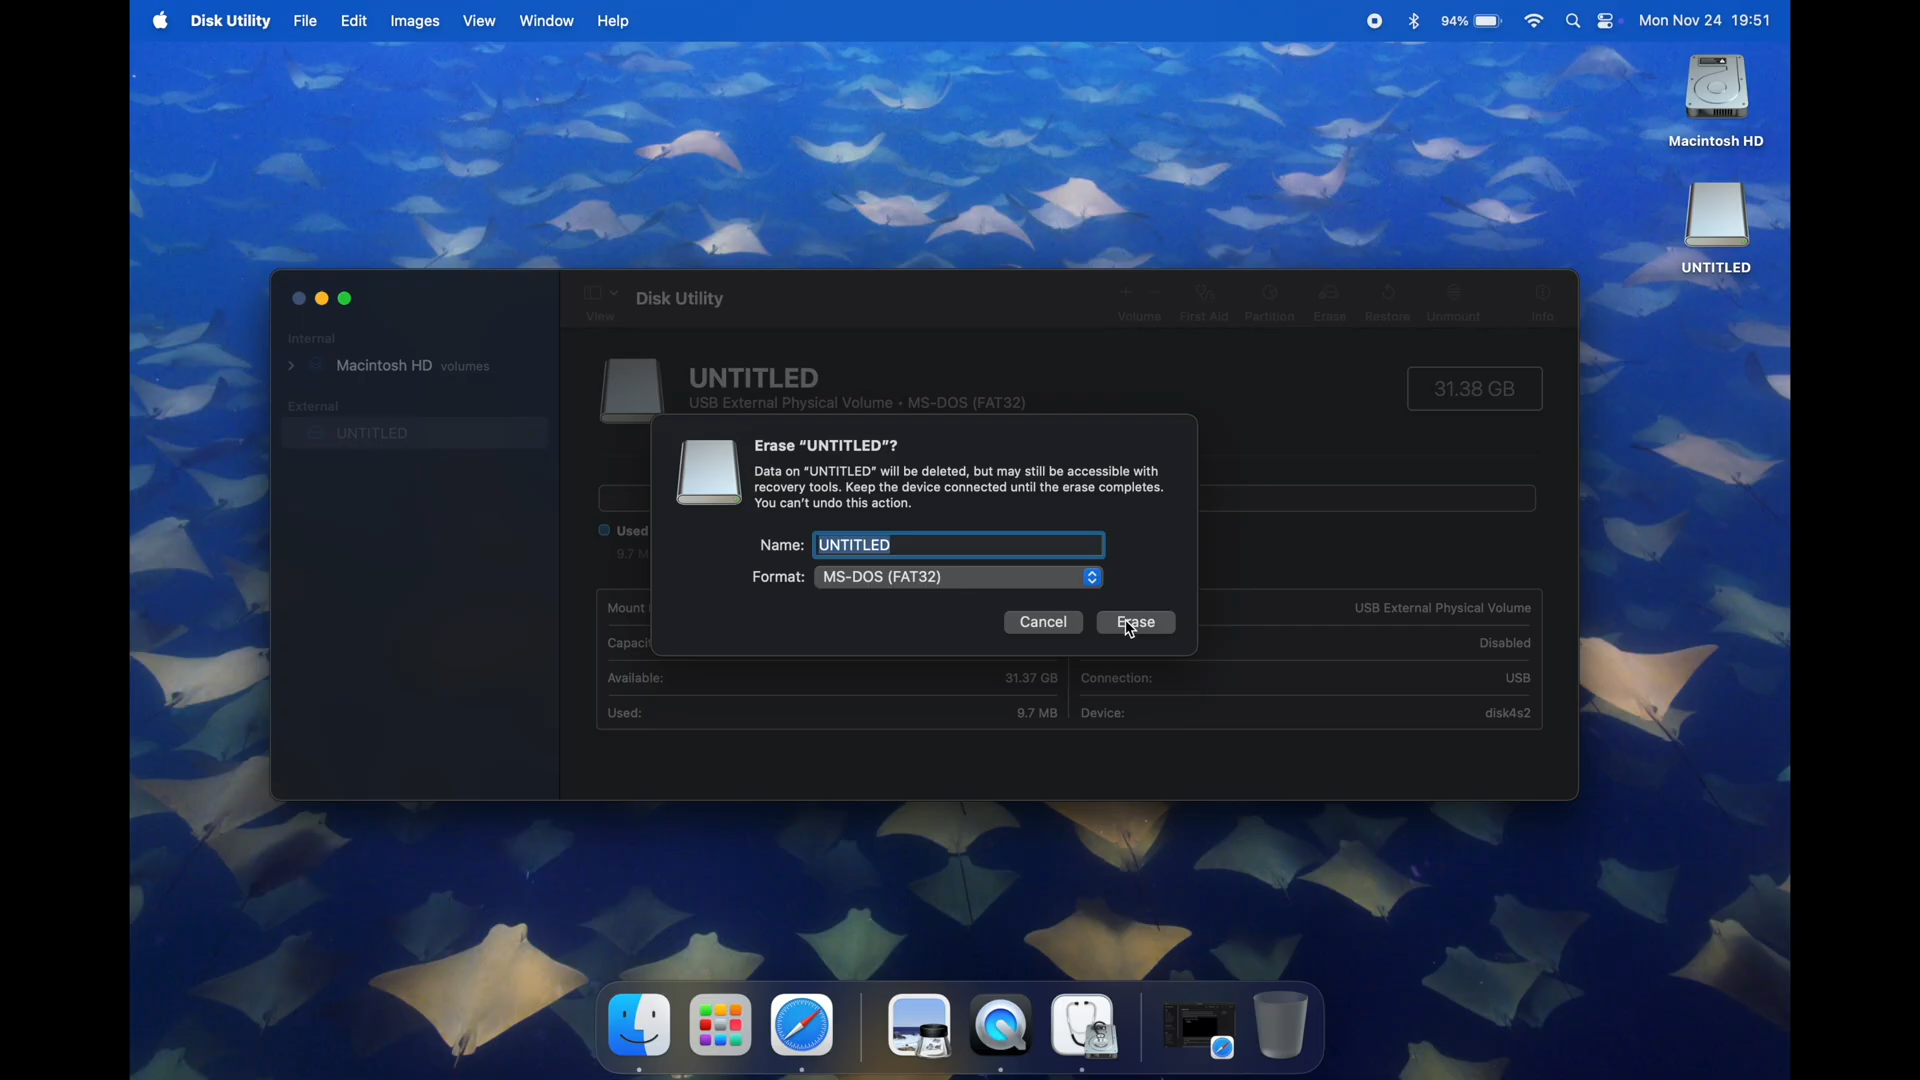 Disk Utility File Edit Images View Window Help 94% Mon Nov 24 19:51
Macintosh HD
UNTITLED
Disk Utility
View
Volume First Aid Partition Erase Restore Unmount Info
Internal
Macintosh HD volumes
External
UNTITLED
UNTITLED
USB External Physical Volume • MS-DOS (FAT32)
31.38 GB
Erase “UNTITLED”?
Data on “UNTITLED” will be deleted, but may still be accessible with
recovery tools. Keep the device connected until the erase completes.
You can’t undo this action.
Name: UNTITLED
Format: MS-DOS (FAT32)
Cancel Erase
Used
9.7 M
Mount
USB External Physical Volume
Disabled
Available: 31.37 GB
Connection: USB
Used: 9.7 MB
Device: disk4s2